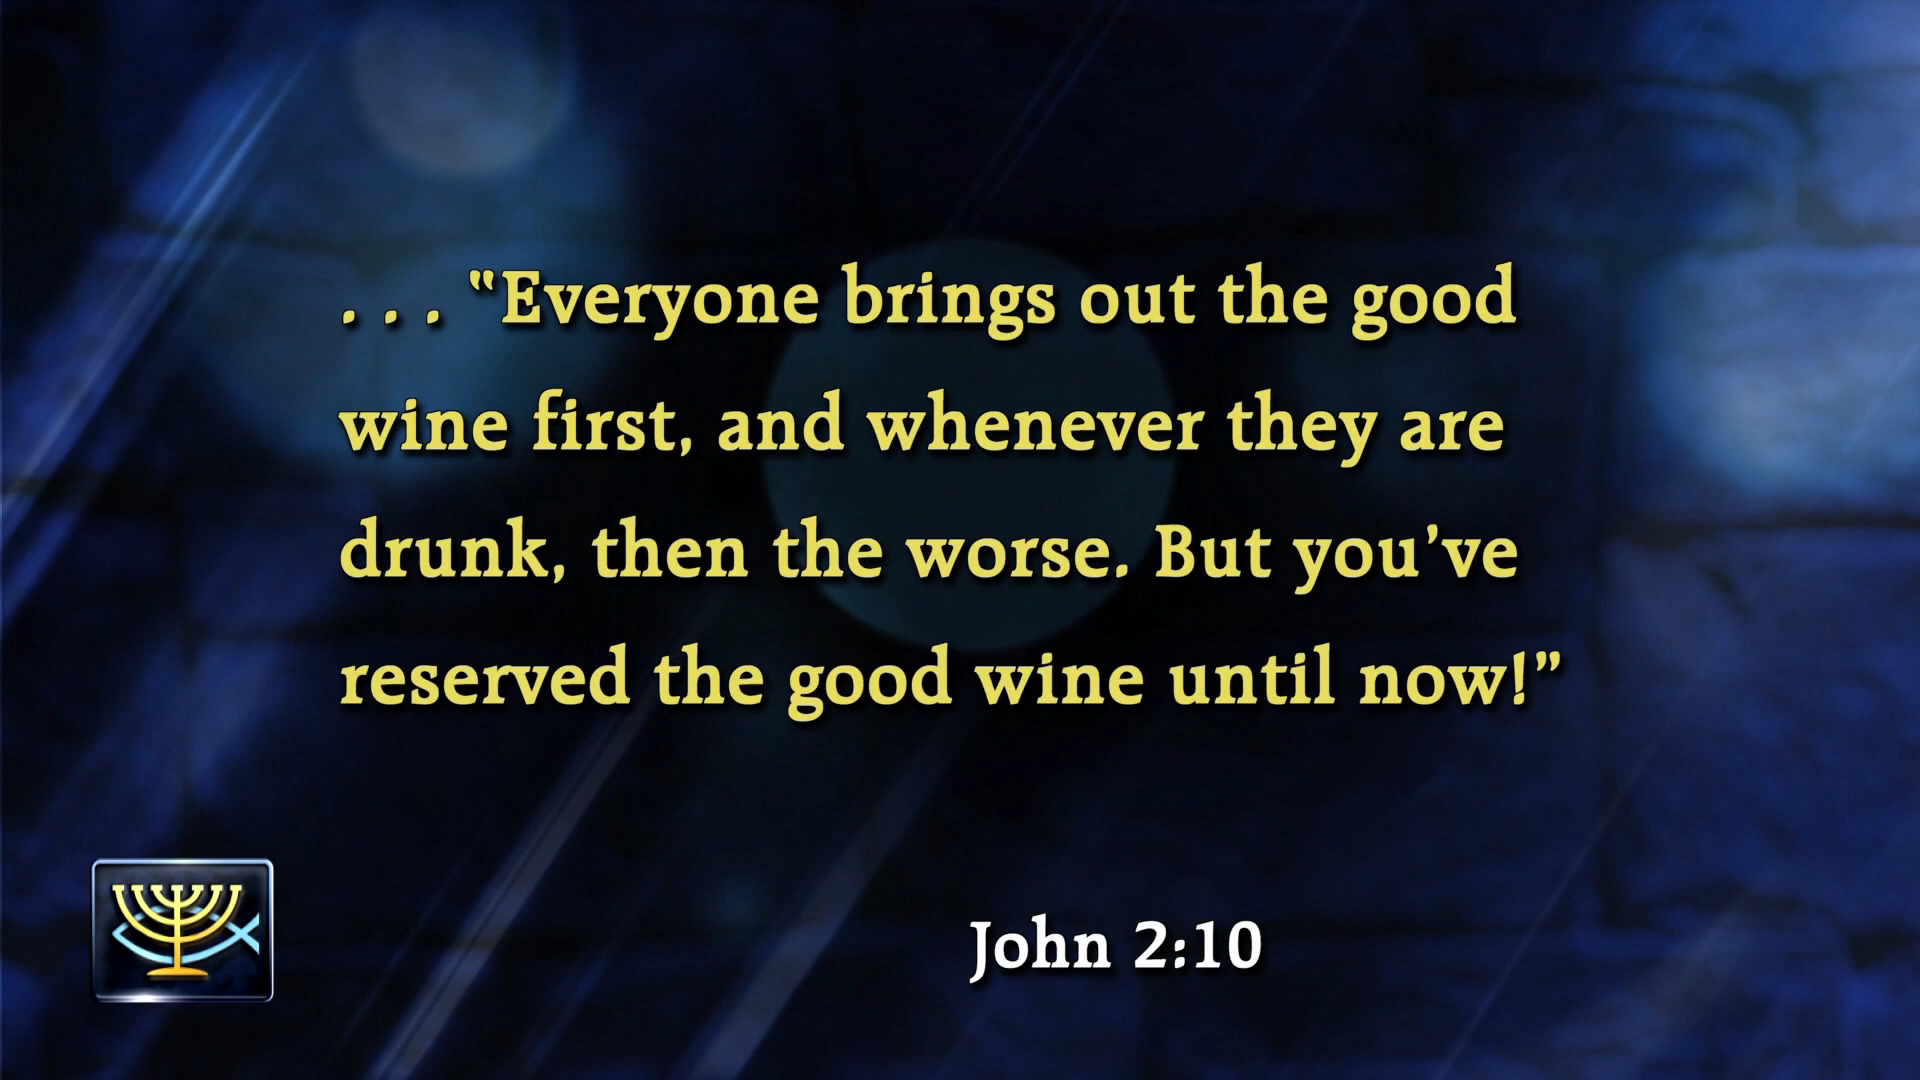 . . . “Everyone brings out the good
wine first, and whenever they are
drunk, then the worse. But you’ve
reserved the good wine until now!”
John 2:10